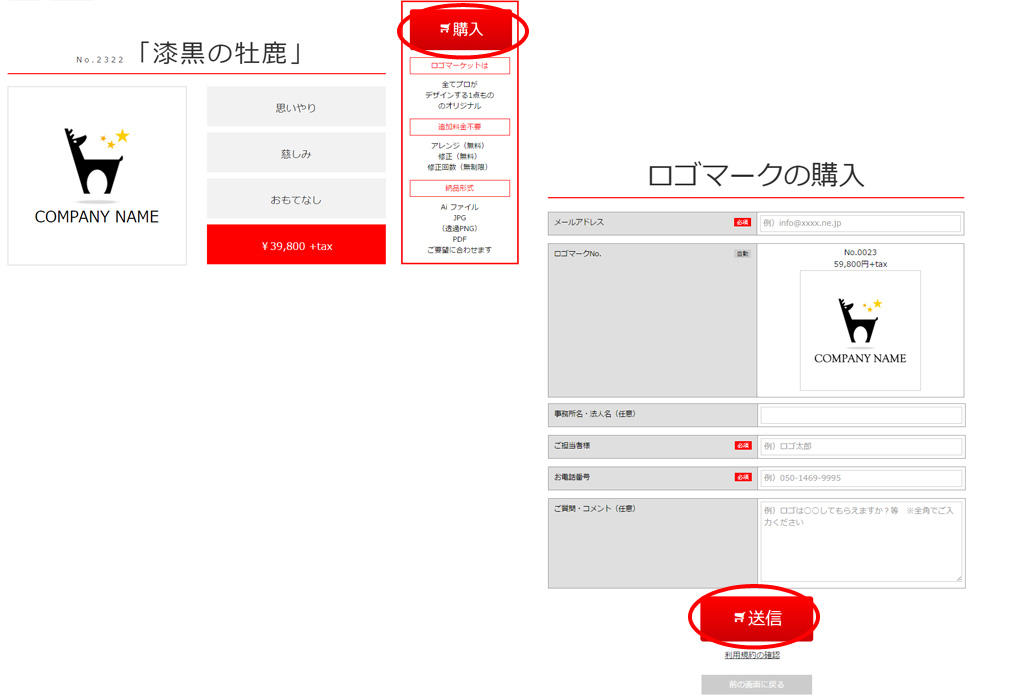 No.2322 「漆黒の牡鹿」
COMPANY NAME
思いやり
慈しみ
おもてなし
¥ 39,800 +tax
購入
ロゴマーケットは
全てプロが
デザインする1点もの
のオリジナル
追加料金不要
アレンジ（無料）
修正（無料）
修正回数（無制限）
納品形式
Ai ファイル
JPG
（透過PNG）
PDF
ご要望に合わせます
ロゴマークの購入
メールアドレス 必須 例）info@xxxx.ne.jp
ロゴマークNo. 自動
No.0023
59,800円+tax
COMPANY NAME
事務所名・法人名（任意）
ご担当者様 必須 例）ロゴ太郎
お電話番号 必須 例）050-1469-9995
ご質問・コメント（任意） 例）ロゴは○○してもらえますか？等　※全角でご入
力ください
送信
利用規約の確認
前の画面に戻る